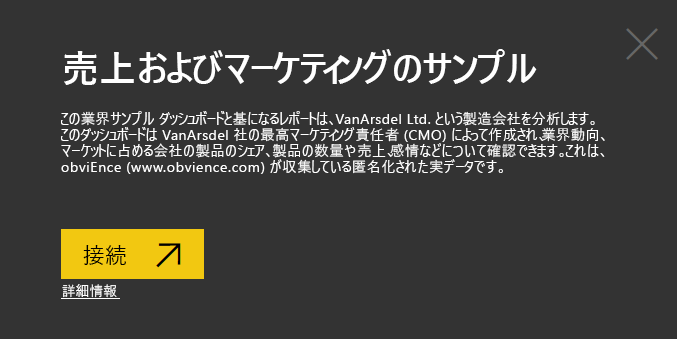 売上およびマーケティングのサンプル
この業界サンプル ダッシュボードと基になるレポートは、VanArsdel Ltd. という製造会社を分析します。
このダッシュボードは VanArsdel 社の最高マーケティング責任者 (CMO) によって作成され、業界動向、
マーケットに占める会社の製品のシェア、製品の数量や売上、感情などについて確認できます。これは、
obviEnce (www.obvience.com) が収集している匿名化された実データです。
接続
詳細情報